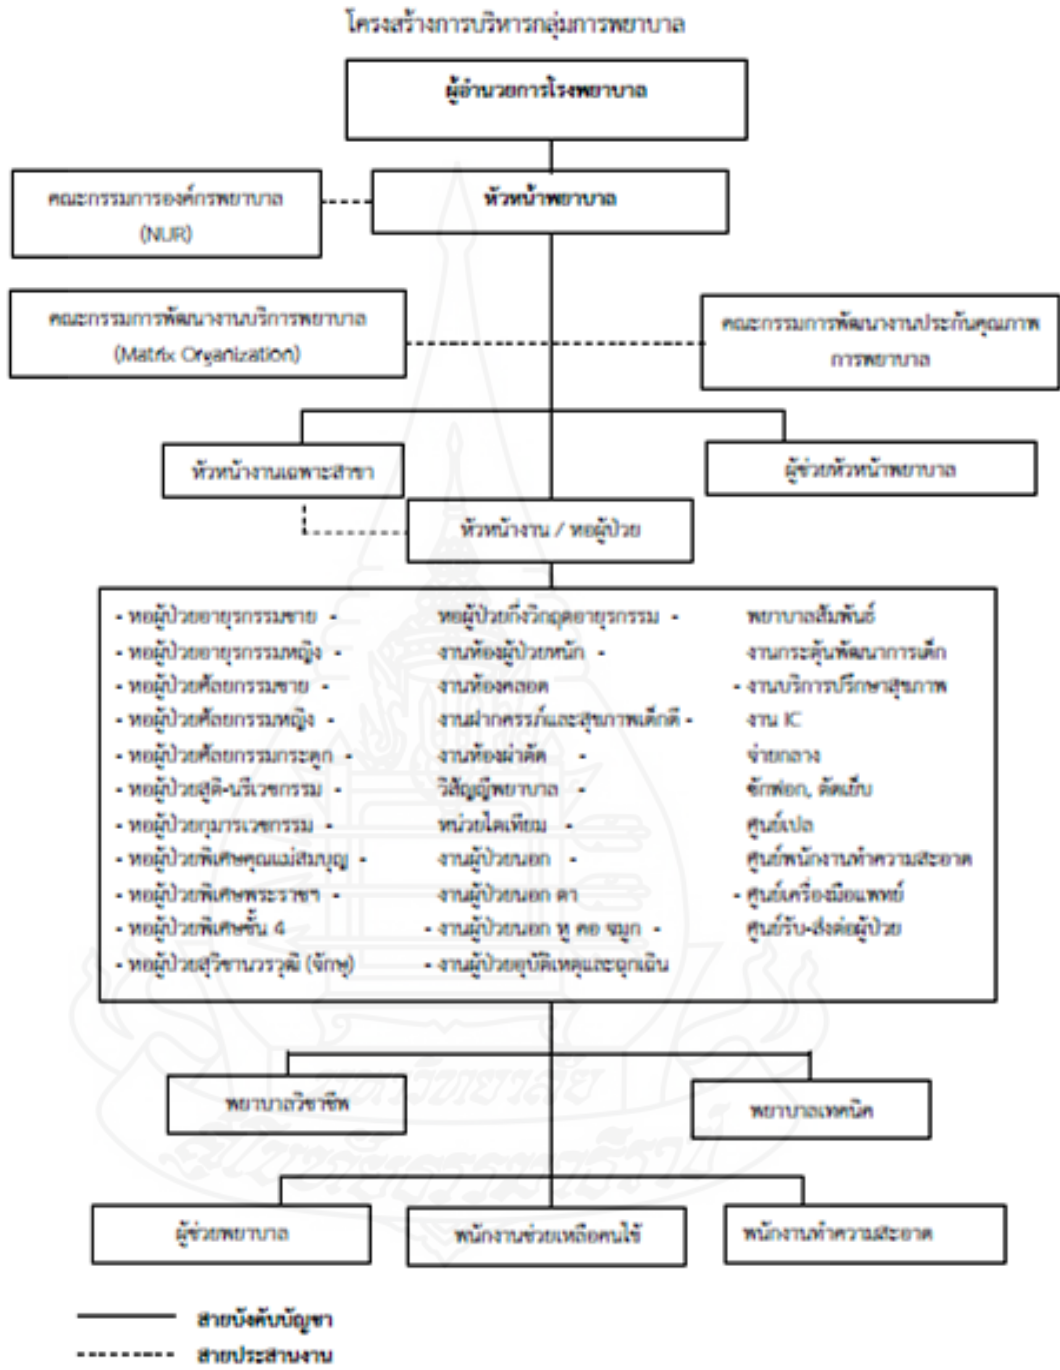 โครงสร้างการบริหารกลุ่มการพยาบาล
ผู้อำนวยการโรงพยาบาล
คณะกรรมการองค์กรพยาบาล
(NUR)
หัวหน้าพยาบาล
คณะกรรมการพัฒนางานบริการพยาบาล
(Matrix Organization)
คณะกรรมการพัฒนางานประกันคุณภาพ
การพยาบาล
หัวหน้างานเฉพาะสาขา
ผู้ช่วยหัวหน้าพยาบาล
หัวหน้างาน / หอผู้ป่วย
- หอผู้ป่วยอายุรกรรมชาย - หอผู้ป่วยกึ่งวิกฤตอายุรกรรม - พยาบาลสัมพันธ์
- หอผู้ป่วยอายุรกรรมหญิง - งานห้องผู้ป่วยหนัก - งานกระตุ้นพัฒนาการเด็ก
- หอผู้ป่วยศัลยกรรมชาย - งานห้องคลอด - งานบริการปรึกษาสุขภาพ
- หอผู้ป่วยศัลยกรรมหญิง - งานฝากครรภ์และสุขภาพเด็กดี - งาน IC
- หอผู้ป่วยศัลยกรรมกระดูก - งานห้องผ่าตัด - จ่ายกลาง
- หอผู้ป่วยสูติ-นรีเวชกรรม - วิสัญญีพยาบาล - ซักฟอก, ตัดเย็บ
- หอผู้ป่วยกุมารเวชกรรม - หน่วยไตเทียม - ศูนย์เปล
- หอผู้ป่วยพิเศษคุณแม่สมบุญ - งานผู้ป่วยนอก - ศูนย์พนักงานทำความสะอาด
- หอผู้ป่วยพิเศษพระราชฯ - งานผู้ป่วยนอก ตา - ศูนย์เครื่องมือแพทย์
- หอผู้ป่วยพิเศษชั้น 4 - งานผู้ป่วยนอก หู คอ จมูก - ศูนย์รับ-ส่งต่อผู้ป่วย
- หอผู้ป่วยสุวิชานวรวุฒิ (จักษุ) - งานผู้ป่วยอุบัติเหตุและฉุกเฉิน
พยาบาลวิชาชีพ
พยาบาลเทคนิค
ผู้ช่วยพยาบาล
พนักงานช่วยเหลือคนไข้
พนักงานทำความสะอาด
สายบังคับบัญชา
สายประสานงาน
มหาวิทยาลัย
สุโขทัยธรรมาธิราช